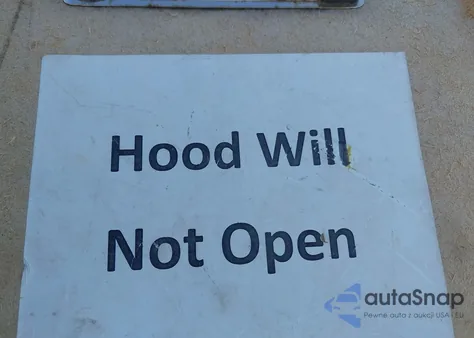 Hood Will
Not Open
autaSnap
Pewne auta z aukcji USA i EU